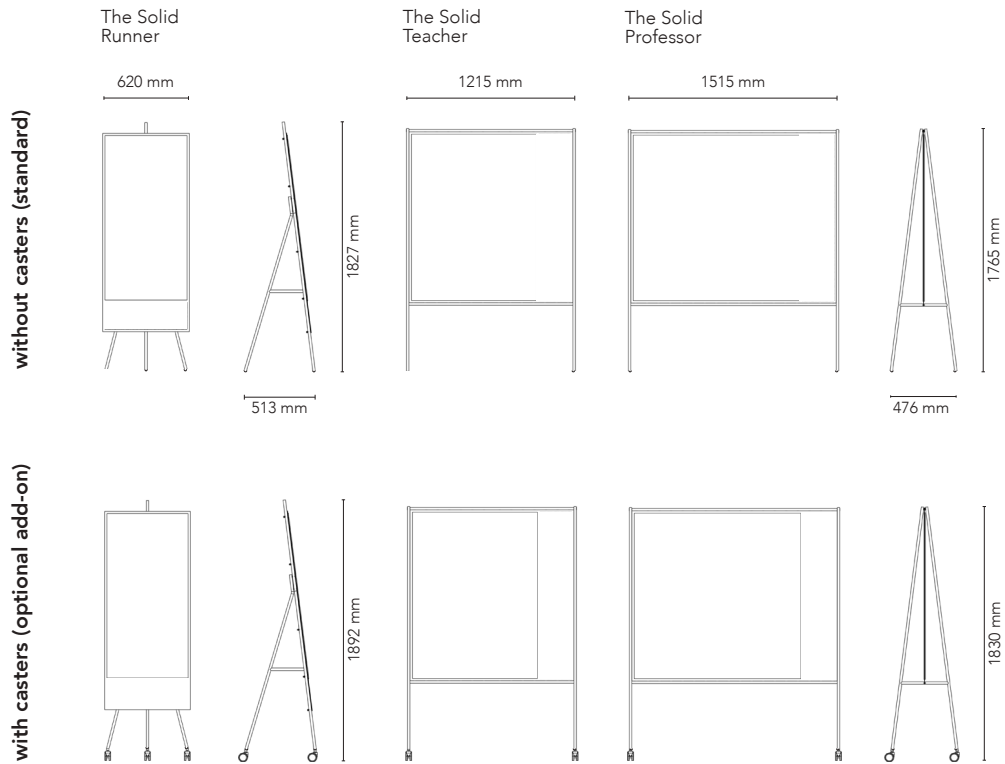 The Solid
Runner
The Solid
Teacher
The Solid
Professor
620 mm
1215 mm
1515 mm
without casters (standard)
1827 mm
1765 mm
513 mm
476 mm
with casters (optional add-on)
1892 mm
1830 mm